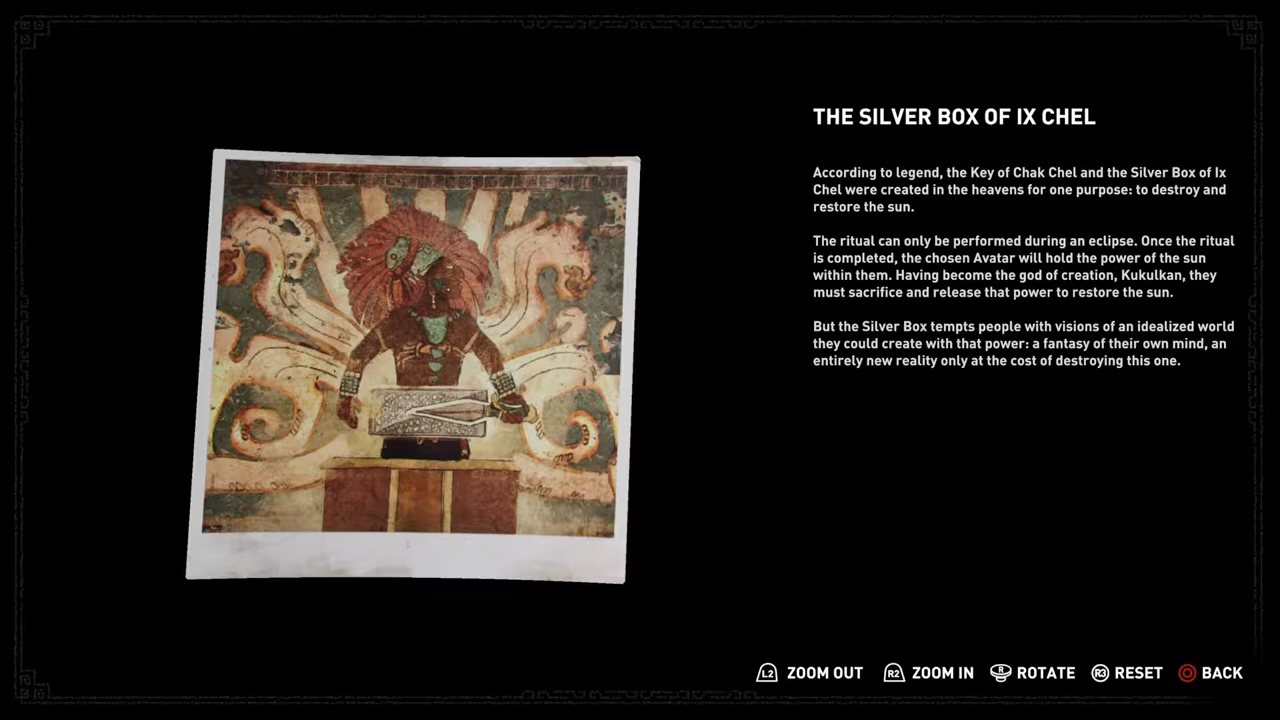 THE SILVER BOX OF IX CHEL
According to legend, the Key of Chak Chel and the Silver Box of Ix
Chel were created in the heavens for one purpose: to destroy and
restore the sun.
The ritual can only be performed during an eclipse. Once the ritual
is completed, the chosen Avatar will hold the power of the sun
within them. Having become the god of creation, Kukulkan, they
must sacrifice and release that power to restore the sun.
But the Silver Box tempts people with visions of an idealized world
they could create with that power: a fantasy of their own mind, an
entirely new reality only at the cost of destroying this one.
L2 ZOOM OUT R2 ZOOM IN R ROTATE R3 RESET BACK